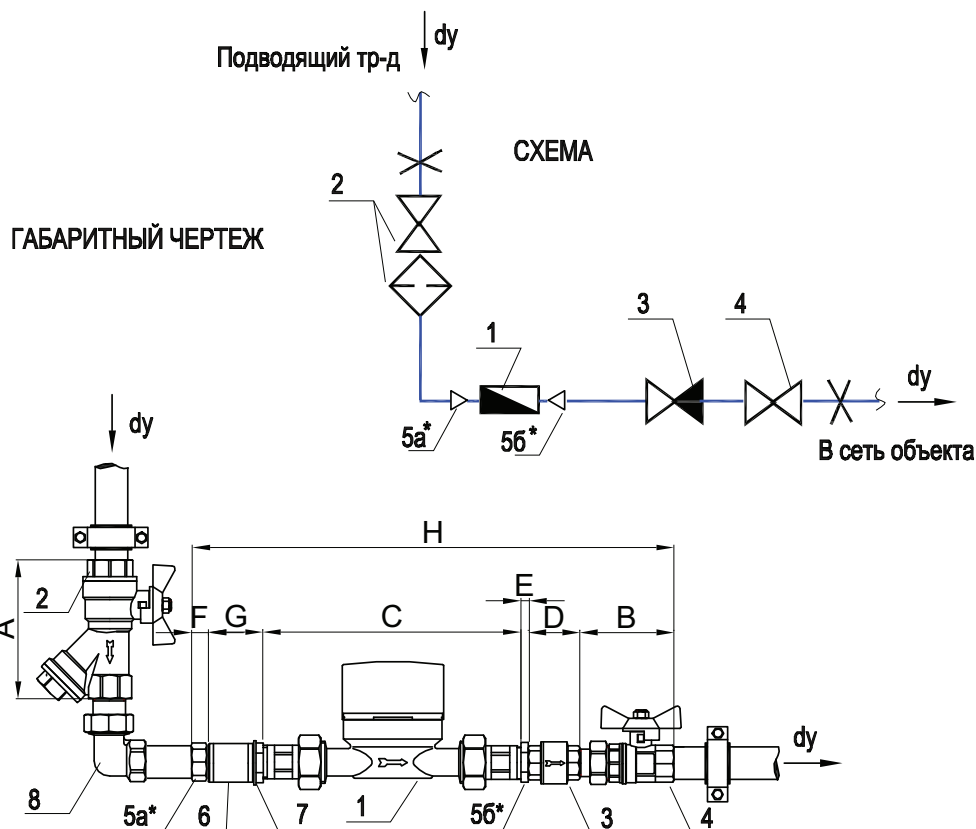 dy
Подводящий тр-д
СХЕМА
2
ГАБАРИТНЫЙ ЧЕРТЕЖ
3
4
1
dy
5а*
5б*
В сеть объекта
dy
H
2
A
E
F
G
C
D
B
dy
8
5а*
6
7
1
5б*
3
4